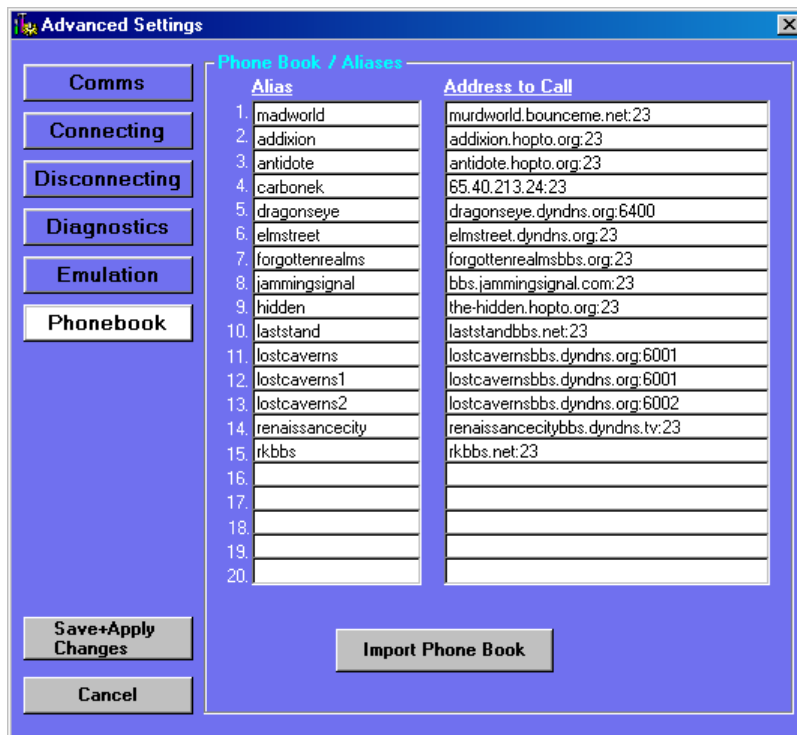 Advanced Settings
Phone Book / Aliases
Comms
Connecting
Disconnecting
Diagnostics
Emulation
Phonebook
Alias Address to Call
1. madworld murdworld.bounceme.net:23
2. addixion addixion.hopto.org:23
3. antidote antidote.hopto.org:23
4. carbonek 65.40.213.24:23
5. dragonseye dragonseye.dyndns.org:6400
6. elmstreet elmstreet.dyndns.org:23
7. forgottenrealms forgottenrealmsbbs.org:23
8. jammingsignal bbs.jammingsignal.com:23
9. hidden the-hidden.hopto.org:23
10. laststand laststandbbs.net:23
11. lostcaverns lostcavernsbbs.dyndns.org:6001
12. lostcaverns1 lostcavernsbbs.dyndns.org:6001
13. lostcaverns2 lostcavernsbbs.dyndns.org:6002
14. renaissancecity renaissancecitybbs.dyndns.tv:23
15. rkbbs rkbbs.net:23
16.
17.
18.
19.
20.
Save+Apply
Changes
Cancel
Import Phone Book